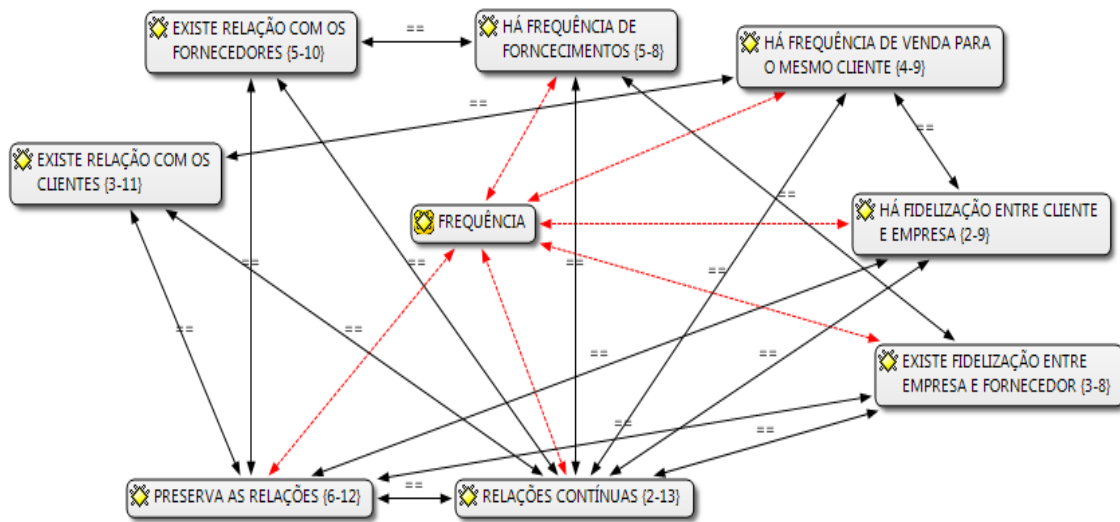 EXISTE RELAÇÃO COM OS
FORNECEDORES {5-10}
==
HÁ FREQUÊNCIA DE
FORNCECIMENTOS {5-8}
HÁ FREQUÊNCIA DE VENDA PARA
O MESMO CLIENTE {4-9}
==
==
EXISTE RELAÇÃO COM OS
CLIENTES {3-11}
==
FREQUÊNCIA
HÁ FIDELIZAÇÃO ENTRE CLIENTE
E EMPRESA {2-9}
==
==
==
==
==
==
==
==
EXISTE FIDELIZAÇÃO ENTRE
EMPRESA E FORNECEDOR {3-8}
==
==
PRESERVA AS RELAÇÕES {6-12}
==
RELAÇÕES CONTÍNUAS {2-13}